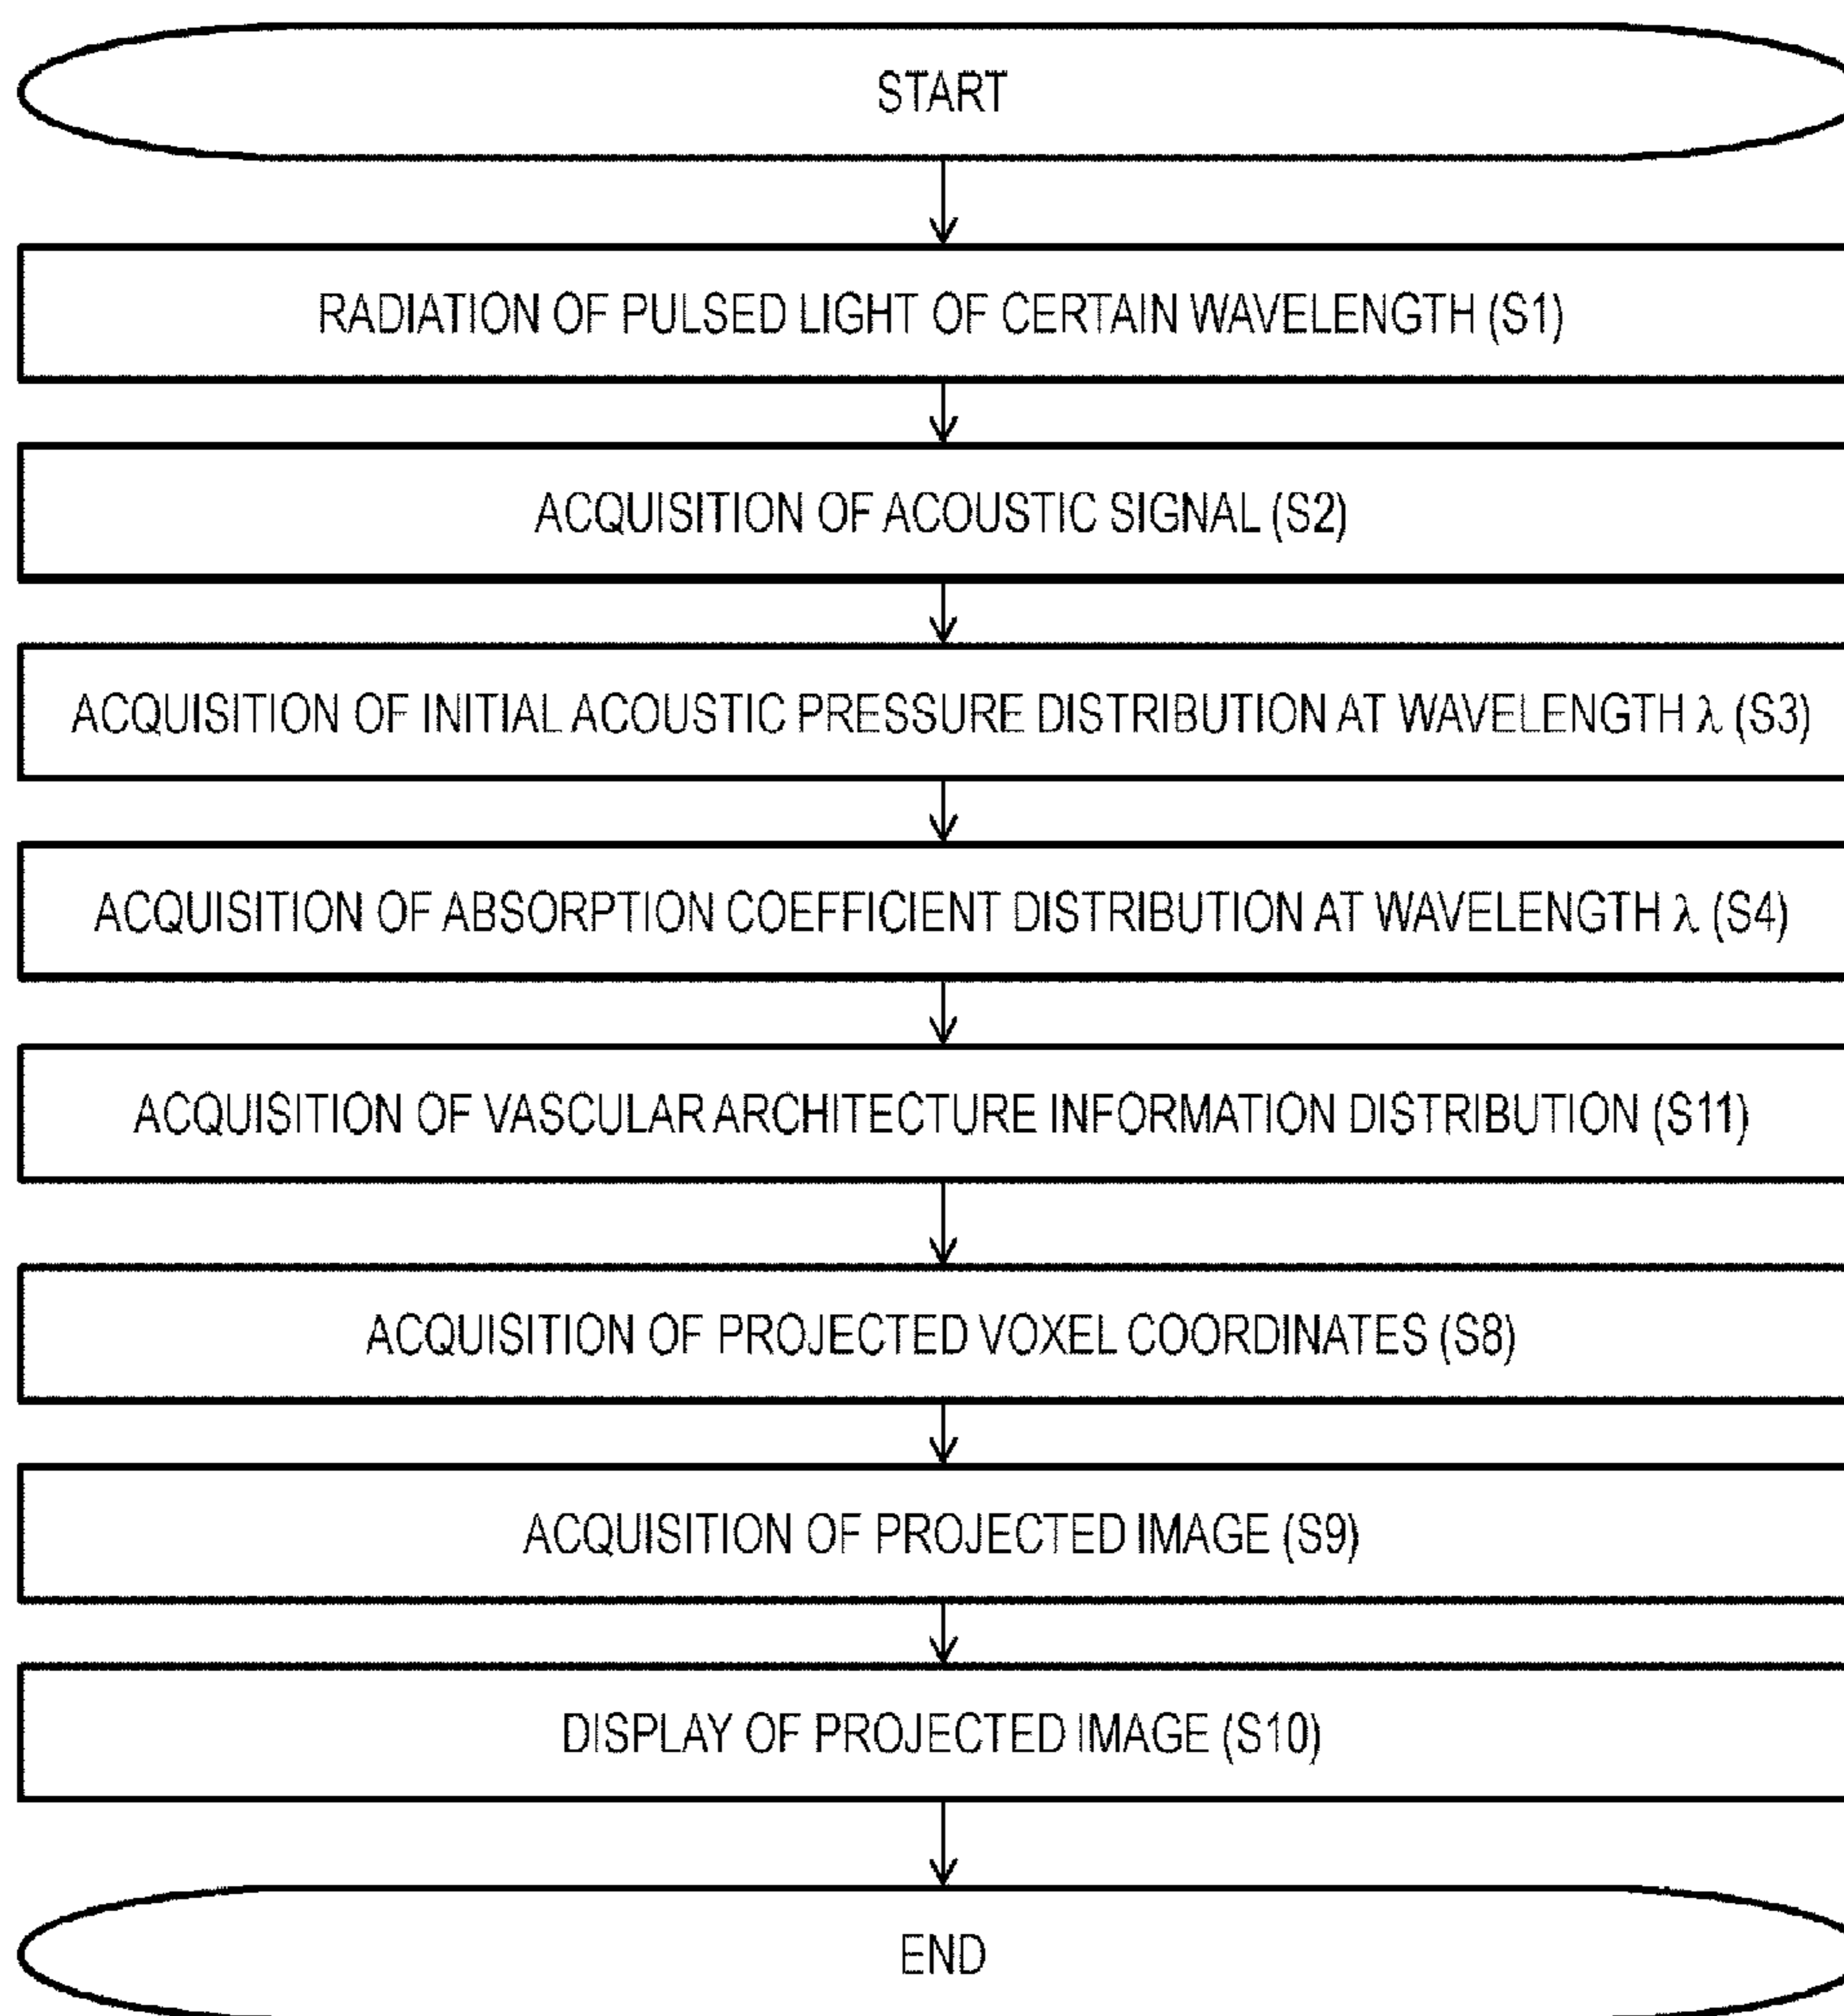 START
RADIATION OF PULSED LIGHT OF CERTAIN WAVELENGTH (S1)
ACQUISITION OF ACOUSTIC SIGNAL (S2)
ACQUISITION OF INITIAL ACOUSTIC PRESSURE DISTRIBUTION AT WAVELENGTH λ (S3)
ACQUISITION OF ABSORPTION COEFFICIENT DISTRIBUTION AT WAVELENGTH λ (S4)
ACQUISITION OF VASCULAR ARCHITECTURE INFORMATION DISTRIBUTION (S11)
ACQUISITION OF PROJECTED VOXEL COORDINATES (S8)
ACQUISITION OF PROJECTED IMAGE (S9)
DISPLAY OF PROJECTED IMAGE (S10)
END